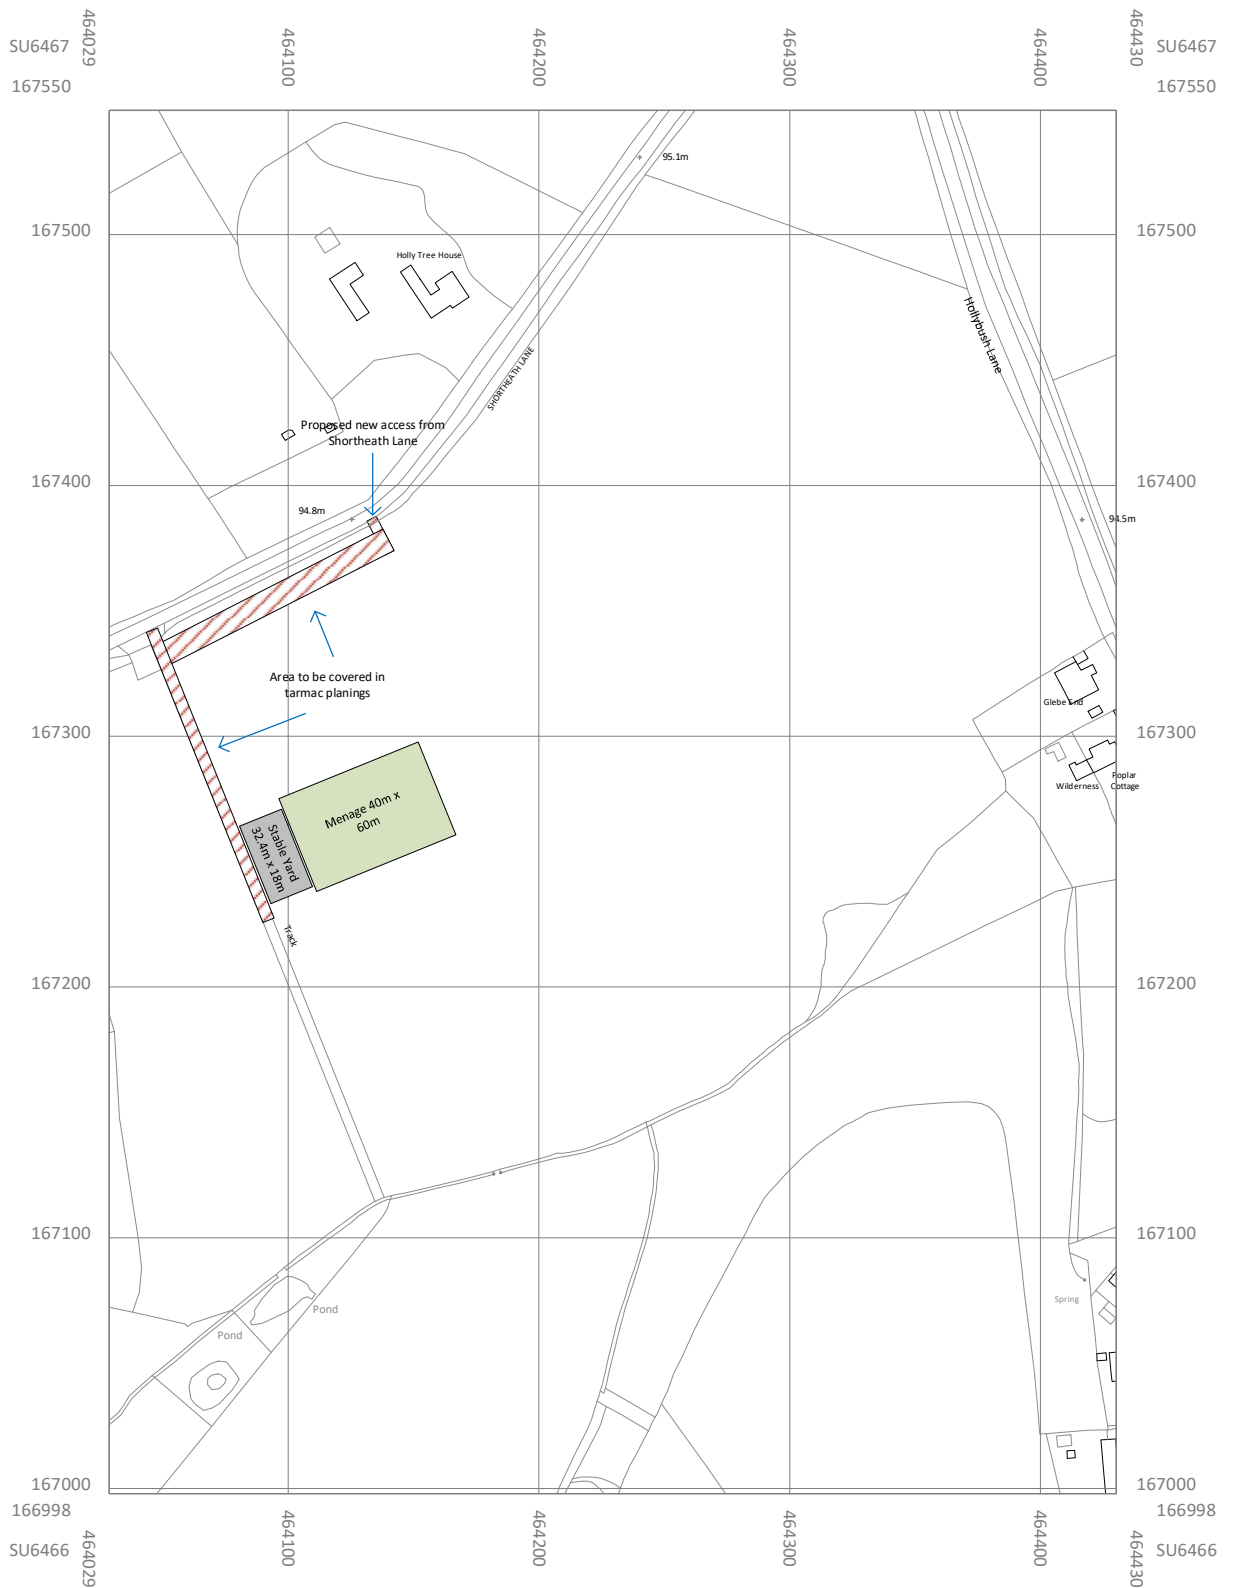 SU6467
464029
464100
464200
464300
464400
464430
SU6467
167550
167550
95.1m
167500
167500
Holly Tree House
Hollybush Lane
SHORTHEATH LANE
Proposed new access from
Shortheath Lane
167400
167400
94.8m
94.5m
Area to be covered in
tarmac planings
Glebe End
167300
167300
Poplar
Cottage
Wilderness
Menage 40m x
60m
Stable Yard
32.4m x 18m
Track
167200
167200
167100
167100
Spring
Pond
Pond
167000
167000
166998
166998
SU6466
464029
464100
464200
464300
464400
464430
SU6466